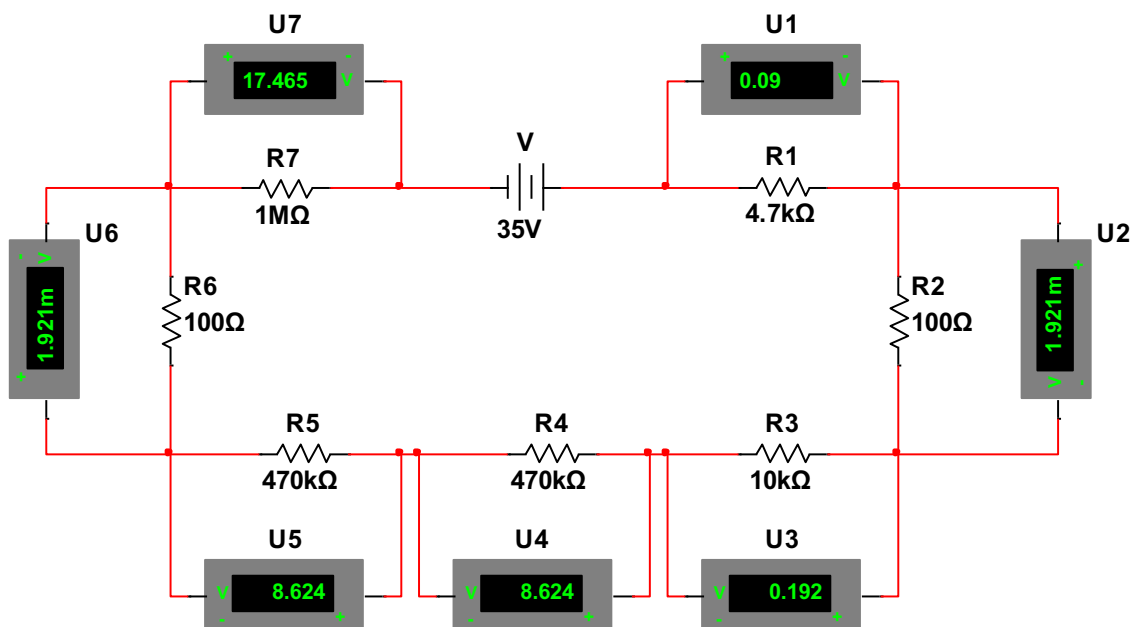 U7
U1
+ - 17.465 V
+ - 0.09 V
V
R7
R1
1MΩ
35V
4.7kΩ
U6
U2
- V 1.921m +
+ 1.921m V -
R6
100Ω
R2
100Ω
R5
R4
R3
470kΩ
470kΩ
10kΩ
U5
U4
U3
V 8.624 - +
V 8.624 - +
V 0.192 - +